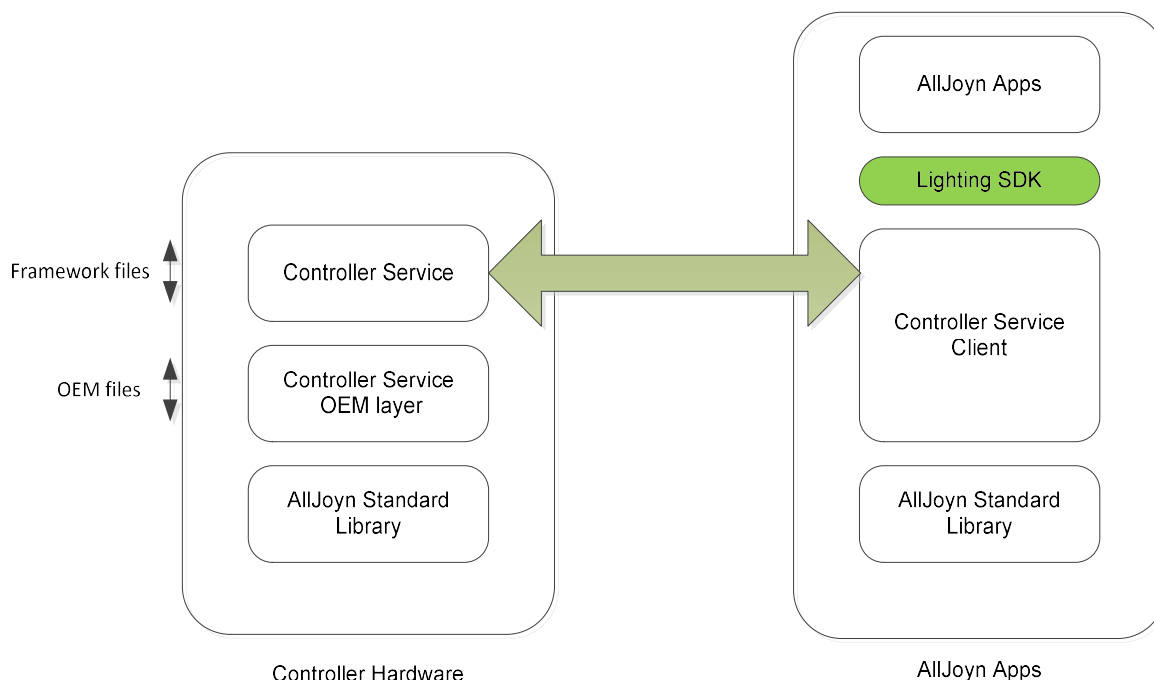 AllJoyn Apps
Lighting SDK
Framework files
Controller Service
Controller Service
Client
OEM files
Controller Service
OEM layer
AllJoyn Standard
Library
AllJoyn Standard
Library
Controller Hardware
AllJoyn Apps